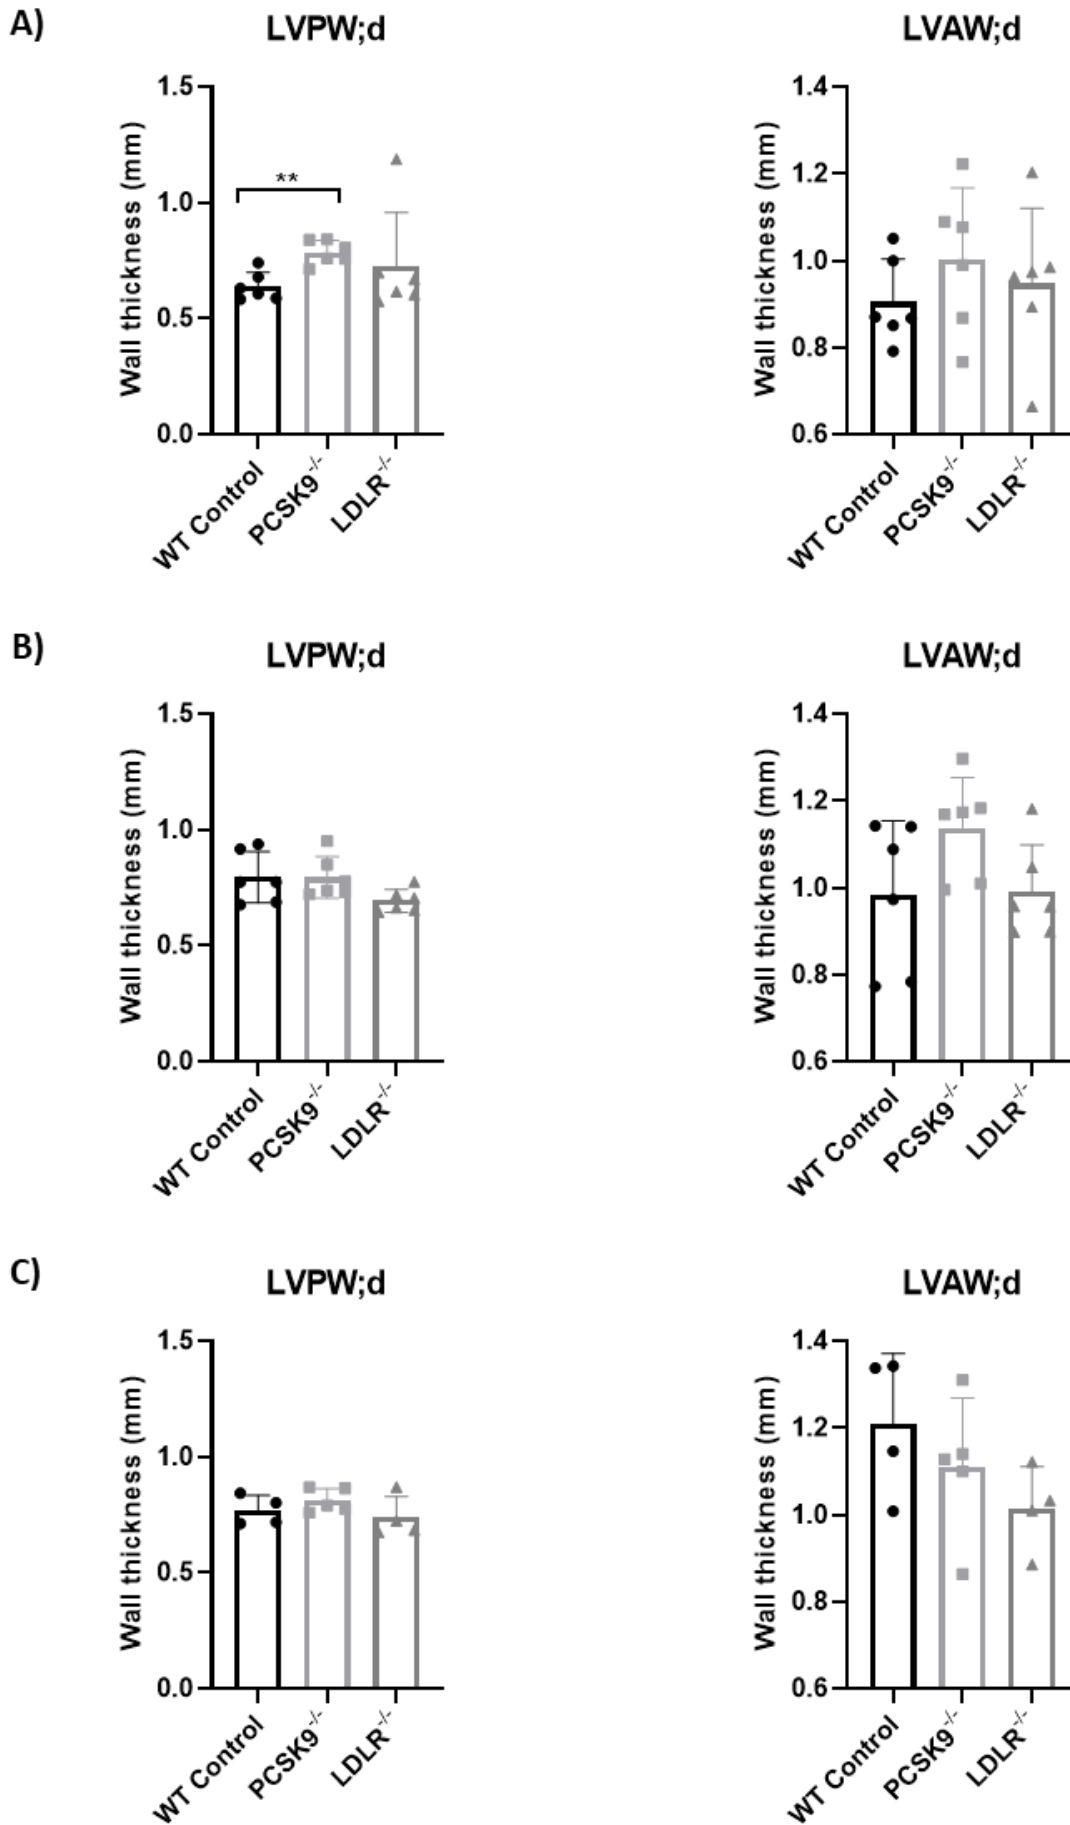 A)
LVPW;d
Wall thickness (mm)
1.5
1.0
0.5
0.0
**
WT Control
PCSK9-/-
LDLR-/-
LVAW;d
Wall thickness (mm)
1.4
1.2
1.0
0.8
0.6
WT Control
PCSK9-/-
LDLR-/-
B)
LVPW;d
Wall thickness (mm)
1.5
1.0
0.5
0.0
WT Control
PCSK9-/-
LDLR-/-
LVAW;d
Wall thickness (mm)
1.4
1.2
1.0
0.8
0.6
WT Control
PCSK9-/-
LDLR-/-
C)
LVPW;d
Wall thickness (mm)
1.5
1.0
0.5
0.0
WT Control
PCSK9-/-
LDLR-/-
LVAW;d
Wall thickness (mm)
1.4
1.2
1.0
0.8
0.6
WT Control
PCSK9-/-
LDLR-/-